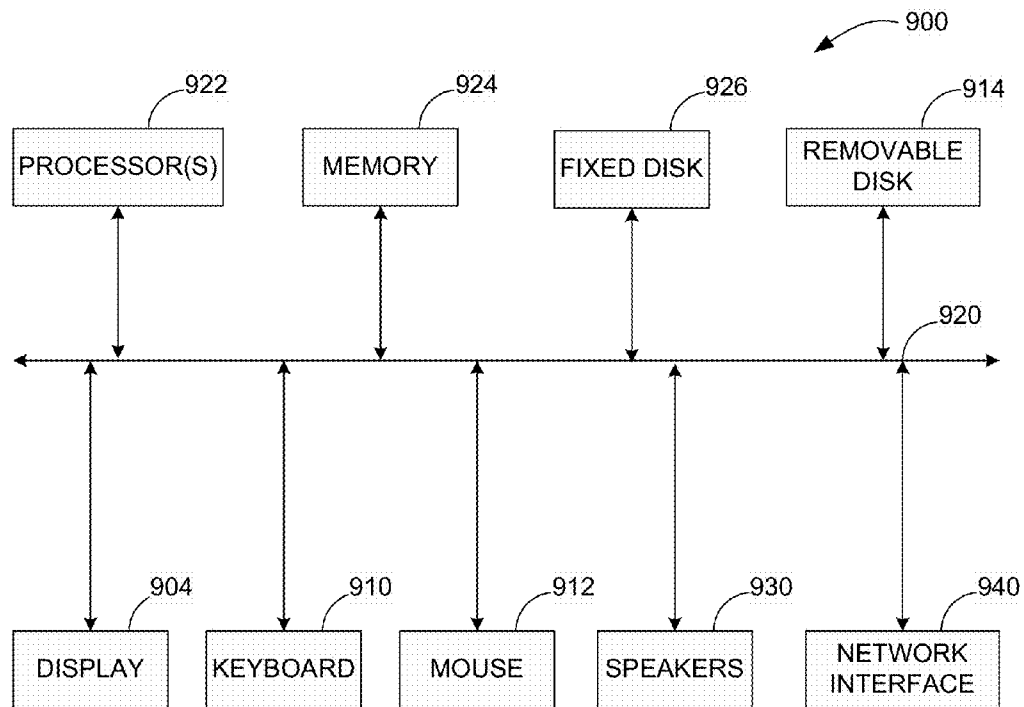 900
922
924
926
914
PROCESSOR(S)
MEMORY
FIXED DISK
REMOVABLE
DISK
920
904
910
912
930
940
DISPLAY
KEYBOARD
MOUSE
SPEAKERS
NETWORK
INTERFACE